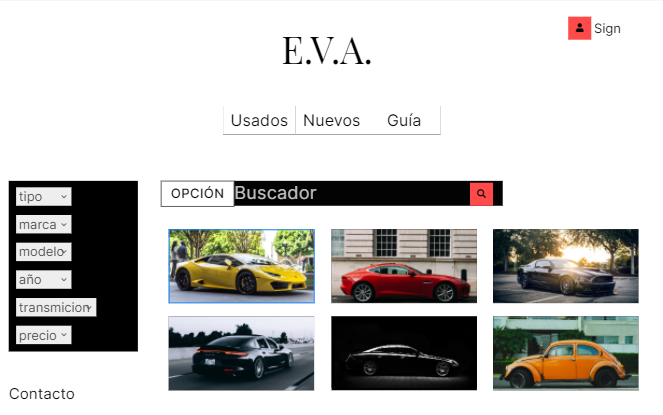 Sign
E.V.A.
Usados Nuevos Guía
tipo
marca
modelo
año
transmicion
precio
OPCIÓN Buscador
Contacto